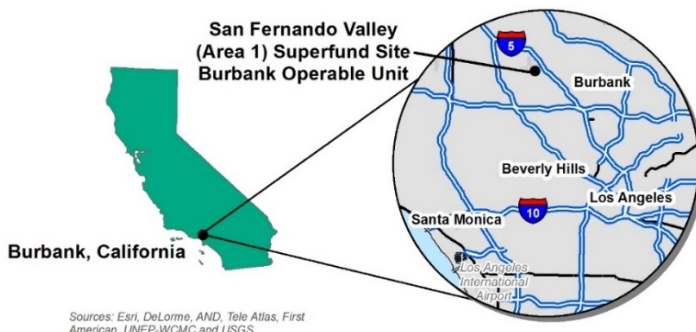 San Fernando Valley
(Area 1) Superfund Site
Burbank Operable Unit
5
Burbank
Beverly Hills
Los Angeles
10
Santa Monica
Los Angeles
International
Airport
Burbank, California
Sources: Esri, DeLorme, AND, Tele Atlas, First
American, UNEP-WCMC and USGS